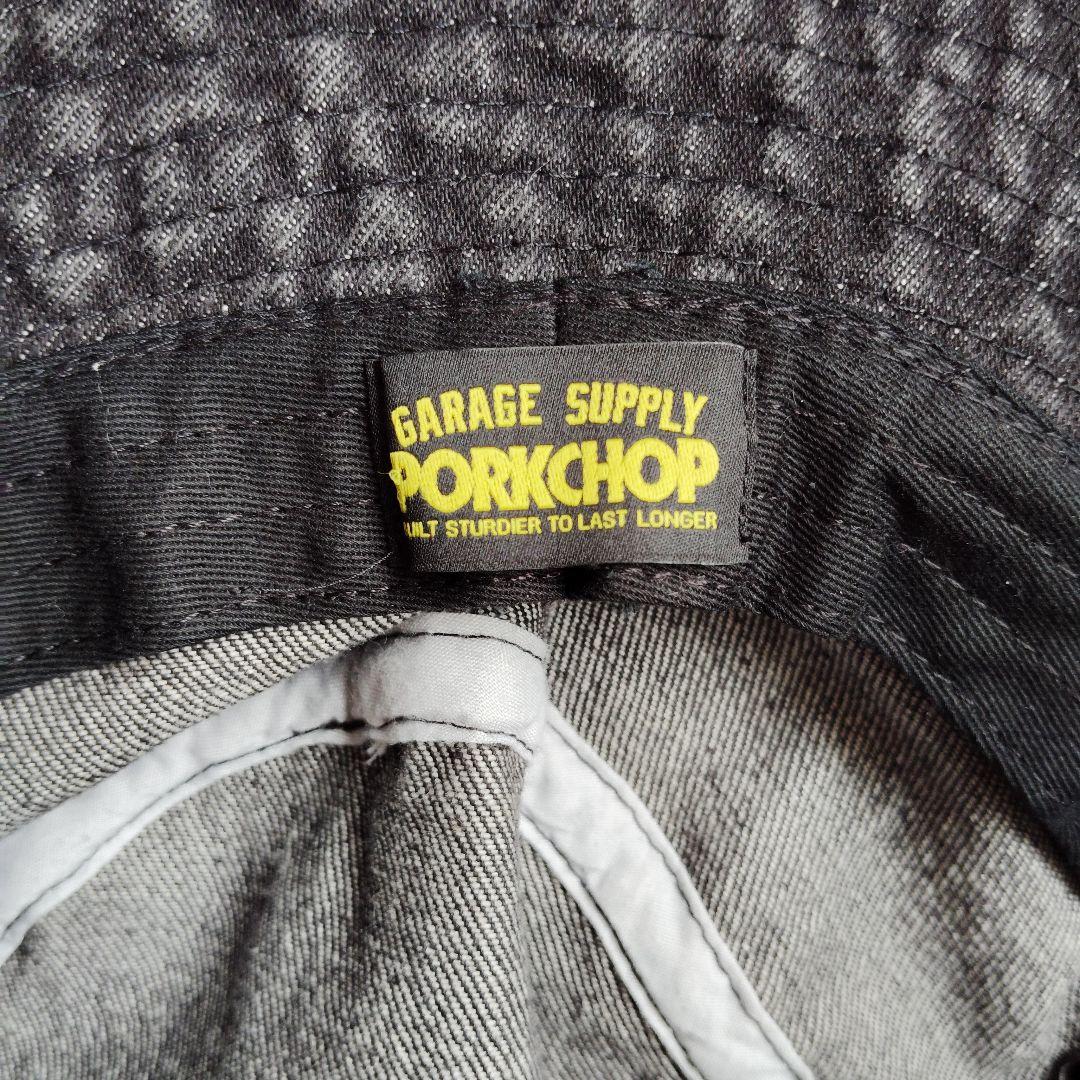 GARAGE SUPPLY
PORKCHOP
BUILT STURDIER TO LAST LONGER